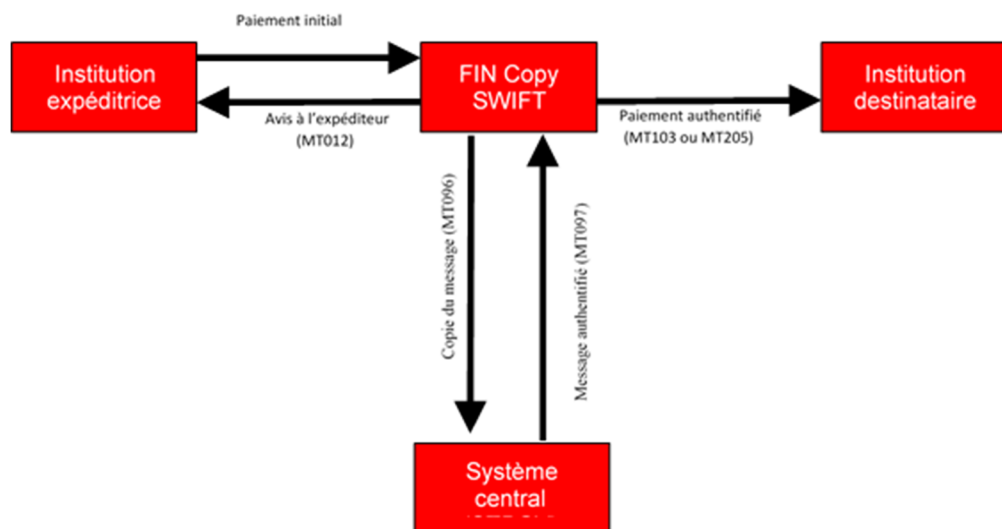 Paiement initial
Institution
expéditrice
FIN Copy
SWIFT
Institution
destinataire
Avis à l'expéditeur
(MT012)
Paiement authentifié
(MT103 ou MT205)
Copie du message (MT096)
Message authentifié (MT097)
Système
central